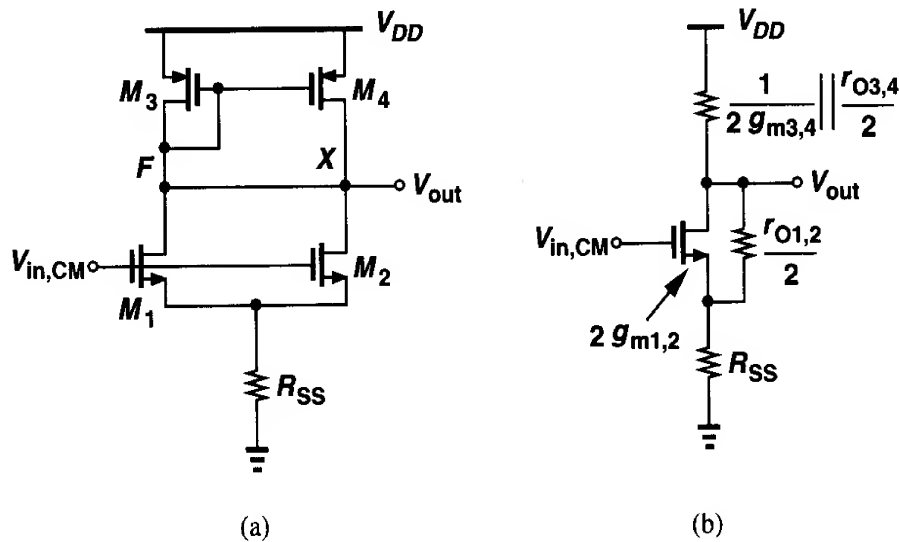 V_DD
M_3
M_4
F
X
V_out
V_in,CM
M_1
M_2
R_SS
(a)
V_DD
1 / 2 g_m3,4 || r_O3,4 / 2
V_out
V_in,CM
r_O1,2 / 2
2 g_m1,2
R_SS
(b)